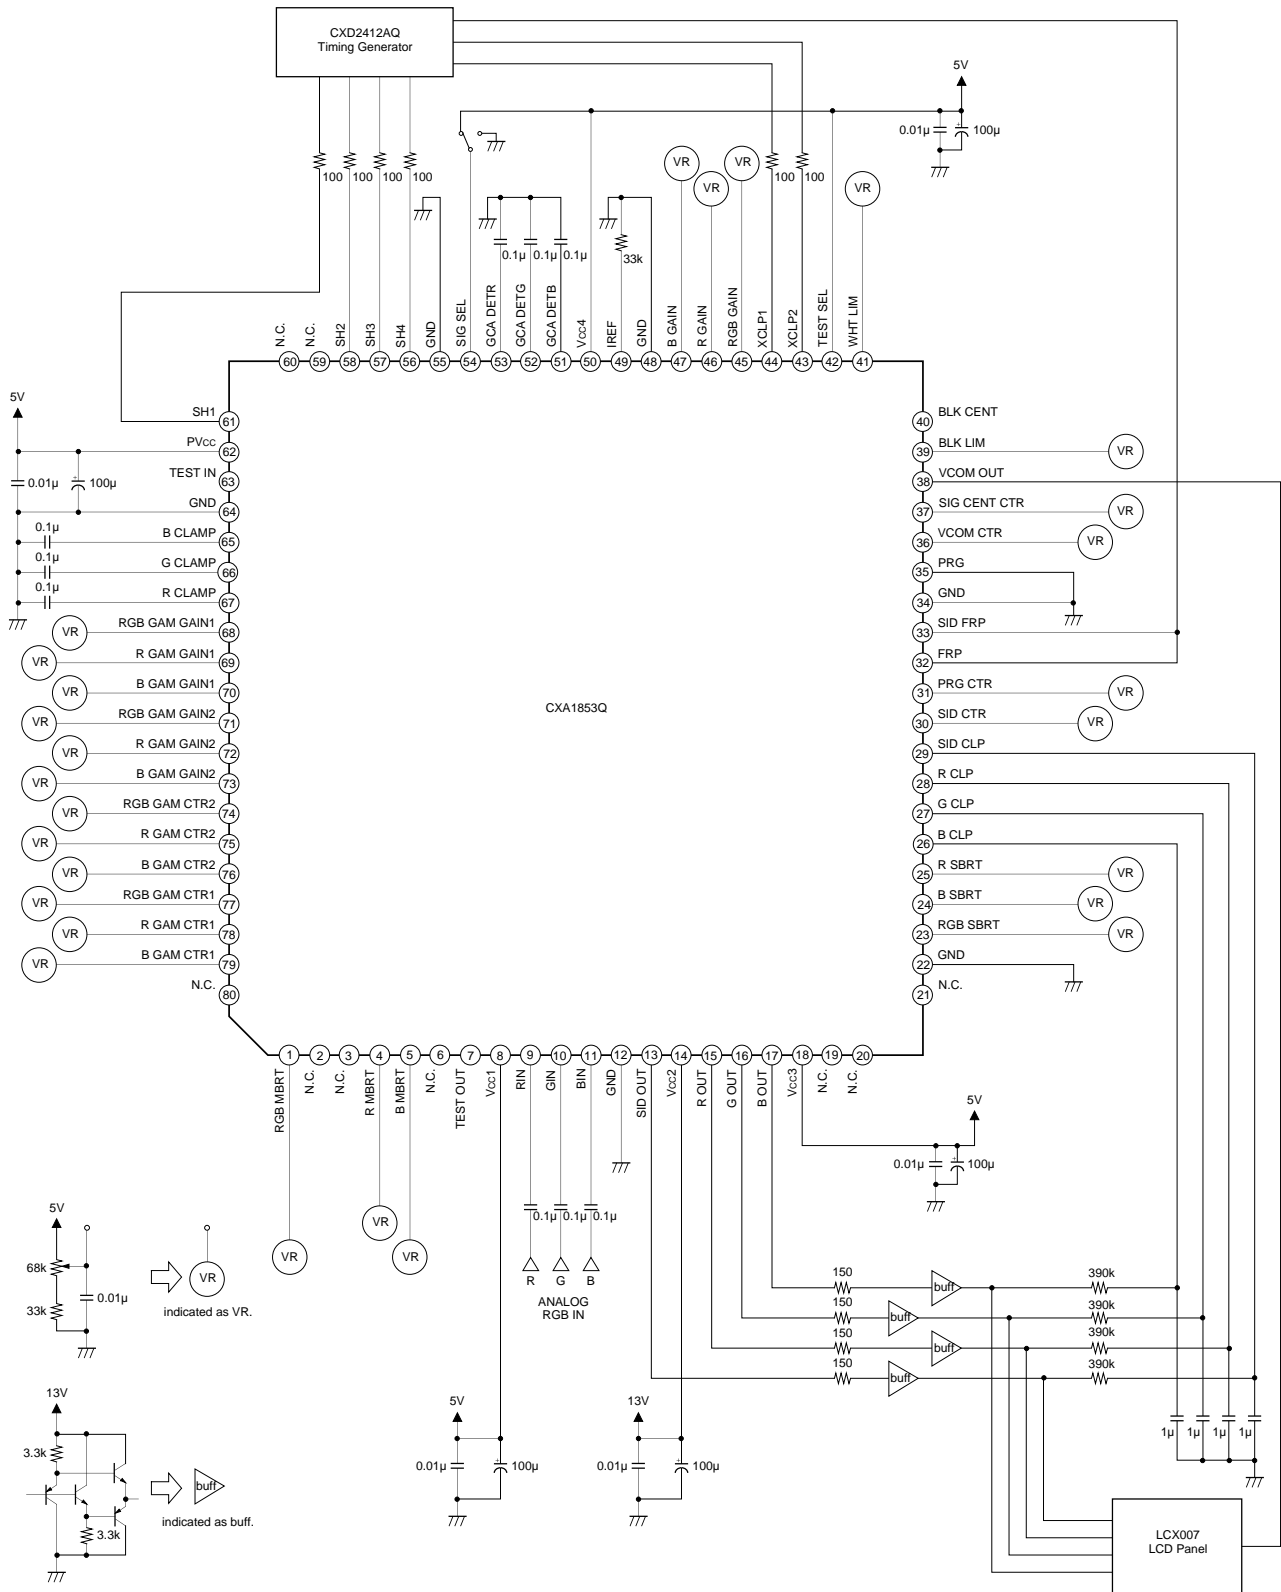 CXD2412AQ
Timing Generator
5V
0.01µ
100µ
100
100
100
100
VR
VR
VR
100
100
VR
0.1µ
0.1µ
0.1µ
33k
N.C.
N.C.
SH2
SH3
SH4
GND
SIG SEL
GCA DETR
GCA DETG
GCA DETB
Vcc4
IREF
GND
B GAIN
R GAIN
RGB GAIN
XCLP1
XCLP2
TEST SEL
WHT LIM
60
59
58
57
56
55
54
53
52
51
50
49
48
47
46
45
44
43
42
41
5V
0.01µ
100µ
0.1µ
0.1µ
0.1µ
SH1 61
PVcc 62
TEST IN 63
GND 64
B CLAMP 65
G CLAMP 66
R CLAMP 67
VR RGB GAM GAIN1 68
VR R GAM GAIN1 69
VR B GAM GAIN1 70
VR RGB GAM GAIN2 71
VR R GAM GAIN2 72
VR B GAM GAIN2 73
VR RGB GAM CTR2 74
VR R GAM CTR2 75
VR B GAM CTR2 76
VR RGB GAM CTR1 77
VR R GAM CTR1 78
VR B GAM CTR1 79
N.C. 80
CXA1853Q
40 BLK CENT
39 BLK LIM VR
38 VCOM OUT
37 SIG CENT CTR VR
36 VCOM CTR VR
35 PRG
34 GND
33 SID FRP
32 FRP
31 PRG CTR VR
30 SID CTR VR
29 SID CLP
28 R CLP
27 G CLP
26 B CLP
25 R SBRT VR
24 B SBRT VR
23 RGB SBRT VR
22 GND
21 N.C.
1
2
3
4
5
6
7
8
9
10
11
12
13
14
15
16
17
18
19
20
RGB MBRT
N.C.
N.C.
R MBRT
B MBRT
N.C.
TEST OUT
Vcc1
RIN
GIN
BIN
GND
SID OUT
Vcc2
R OUT
G OUT
B OUT
Vcc3
N.C.
N.C.
5V
0.01µ
100µ
VR
VR
VR
0.1µ
0.1µ
0.1µ
R
G
B
ANALOG
RGB IN
5V
68k
33k
0.01µ
VR
indicated as VR.
150
buff
390k
150
buff
390k
150
buff
390k
150
buff
390k
1µ
1µ
1µ
1µ
5V
0.01µ
100µ
13V
0.01µ
100µ
13V
3.3k
3.3k
buff
indicated as buff.
LCX007
LCD Panel